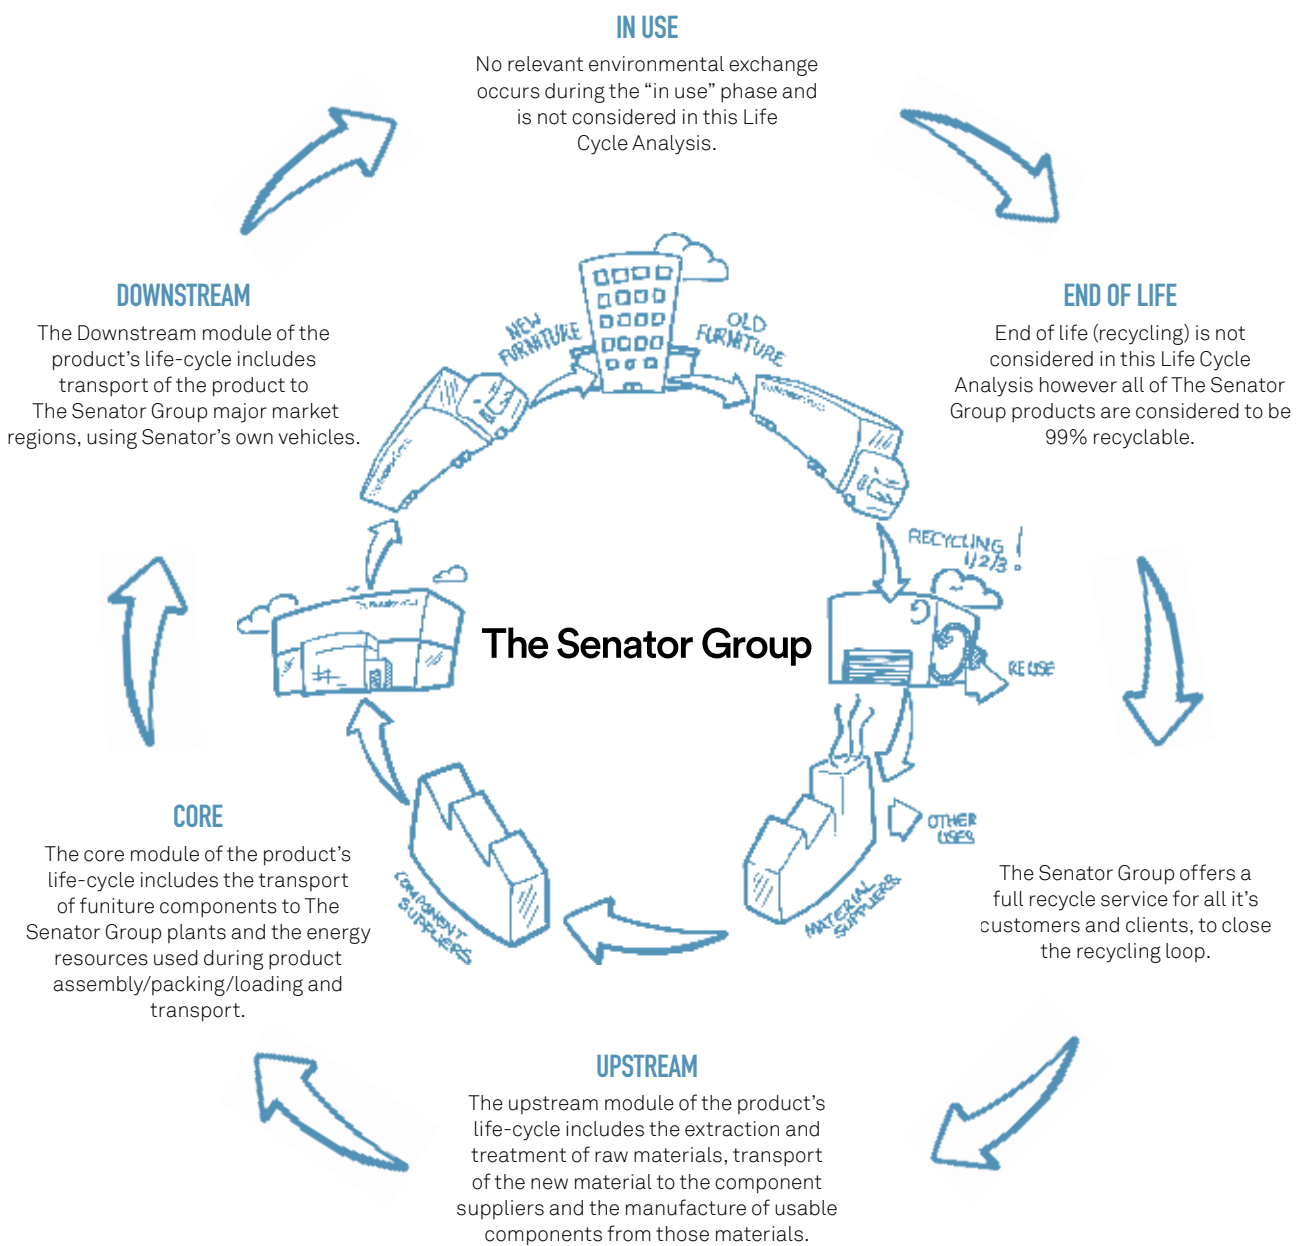 IN USE
No relevant environmental exchange
occurs during the “in use” phase and
is not considered in this Life
Cycle Analysis.
DOWNSTREAM
The Downstream module of the
product’s life-cycle includes
transport of the product to
The Senator Group major market
regions, using Senator’s own vehicles.
END OF LIFE
End of life (recycling) is not
considered in this Life Cycle
Analysis however all of The Senator
Group products are considered to be
99% recyclable.
NEW
FURNITURE
OLD
FURNITURE
RECYCLING
1/2/3!
The Senator Group
RE USE
OTHER
USES
COMPONENT
SUPPLIERS
MATERIAL
SUPPLIERS
CORE
The core module of the product’s
life-cycle includes the transport
of funiture components to The
Senator Group plants and the energy
resources used during product
assembly/packing/loading and
transport.
The Senator Group offers a
full recycle service for all it’s
customers and clients, to close
the recycling loop.
UPSTREAM
The upstream module of the product’s
life-cycle includes the extraction and
treatment of raw materials, transport
of the new material to the component
suppliers and the manufacture of usable
components from those materials.